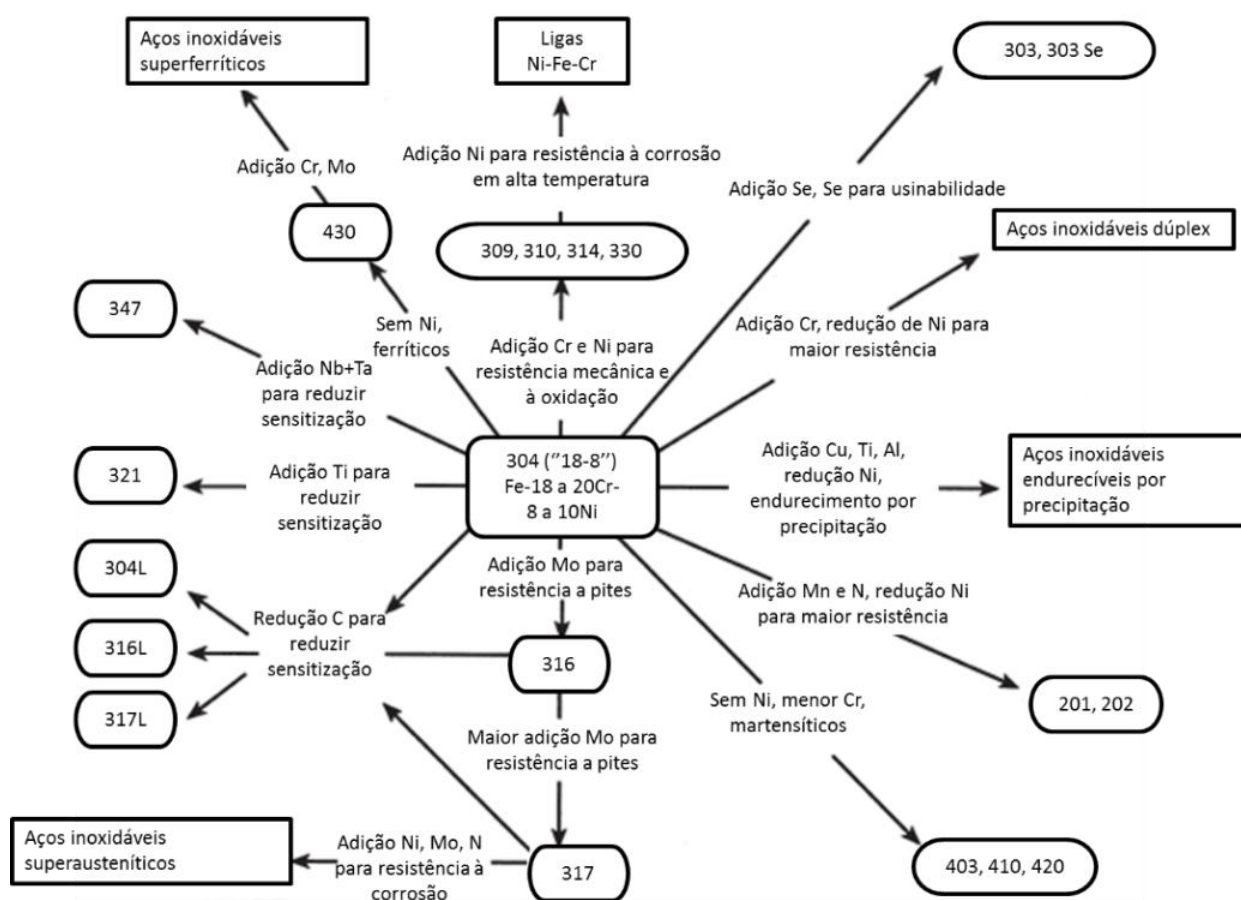 Aços inoxidáveis
superferríticos
Ligas
Ni-Fe-Cr
303, 303 Se
Adição Cr, Mo
Adição Ni para resistência à corrosão
em alta temperatura
Adição Se, Se para usinabilidade
430
309, 310, 314, 330
Aços inoxidáveis dúplex
347
Sem Ni,
ferríticos
Adição Cr e Ni para
resistência mecânica e
à oxidação
Adição Cr, redução de Ni para
maior resistência
Adição Nb+Ta
para reduzir
sensitização
321
Adição Ti para
reduzir
sensitização
304 (“18-8”)
Fe-18 a 20Cr-
8 a 10Ni
Adição Cu, Ti, Al,
redução Ni,
endurecimento por
precipitação
Aços inoxidáveis
endurecíveis por
precipitação
304L
316L
317L
Redução C para
reduzir
sensitização
Adição Mo para
resistência a pites
316
Adição Mn e N, redução Ni
para maior resistência
201, 202
Sem Ni, menor Cr,
martensíticos
Maior adição Mo para
resistência a pites
Aços inoxidáveis
superausteníticos
Adição Ni, Mo, N
para resistência à
corrosão
317
403, 410, 420